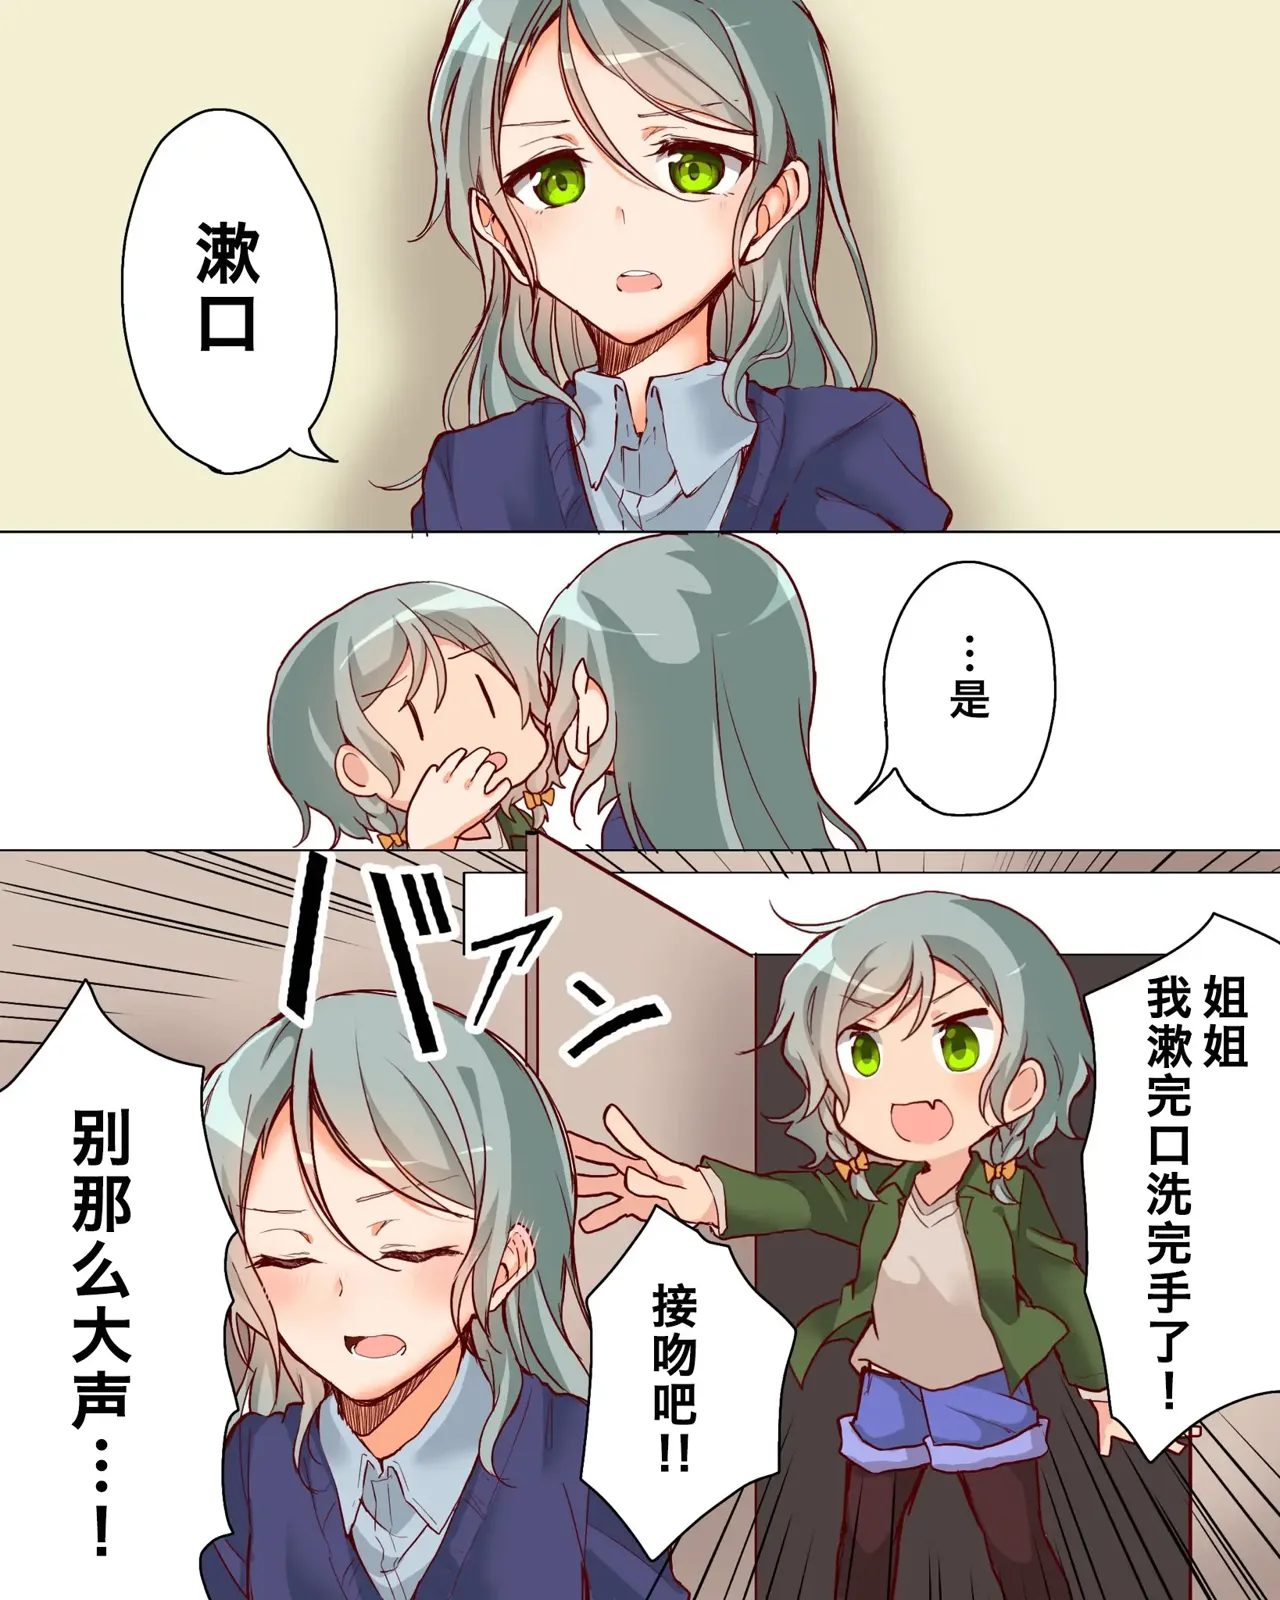 漱口
…是
バァン
姐姐
我漱完口洗完手了！
接吻吧!!
别那么大声…！